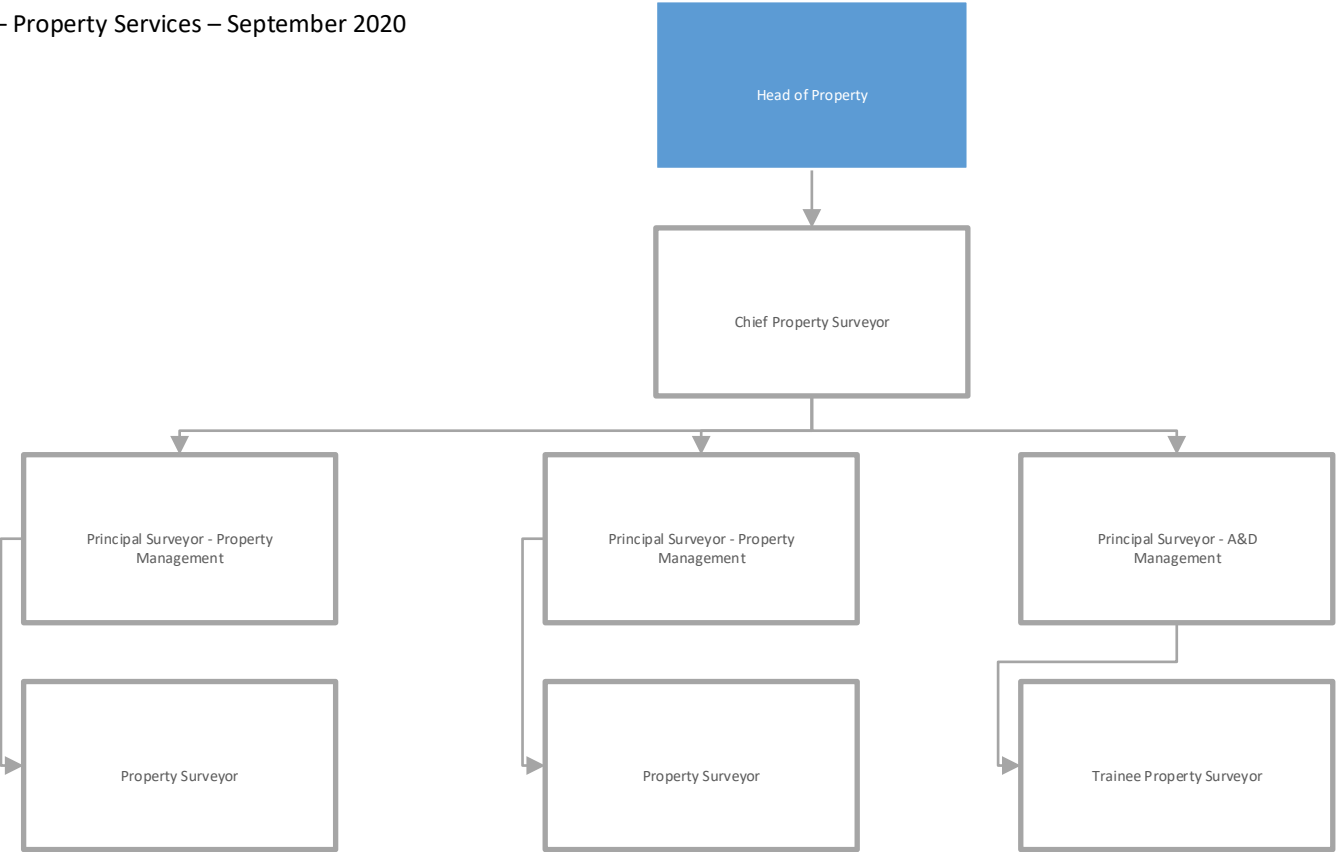 - Property Services – September 2020
Head of Property
Chief Property Surveyor
Principal Surveyor - Property
Management
Principal Surveyor - Property
Management
Principal Surveyor - A&D
Management
Property Surveyor
Property Surveyor
Trainee Property Surveyor